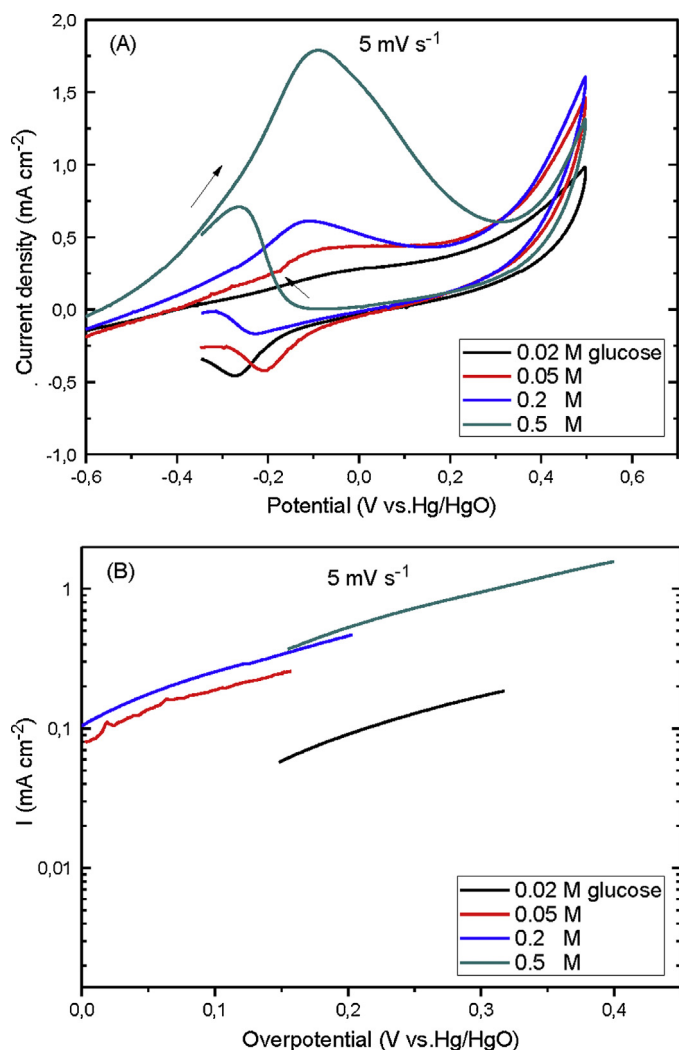 (A)
5 mV s⁻¹
2,0
1,5
1,0
0,5
0,0
-0,5
-1,0
Current density (mA cm⁻²)
0.02 M glucose
0.05 M
0.2 M
0.5 M
-0,6
-0,4
-0,2
0,0
0,2
0,4
0,6
Potential (V vs.Hg/HgO)
(B)
5 mV s⁻¹
1
0,1
0,01
I (mA cm⁻²)
0.02 M glucose
0.05 M
0.2 M
0.5 M
0,0
0,1
0,2
0,3
0,4
Overpotential (V vs.Hg/HgO)